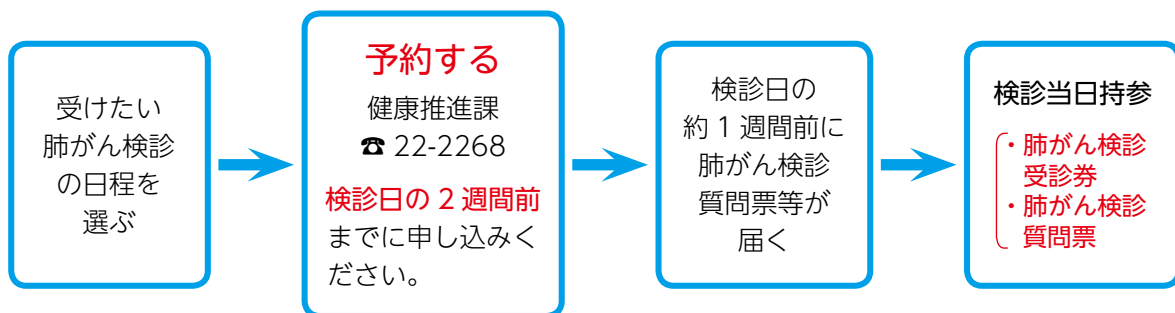 受けたい
肺がん検診
の日程を
選ぶ
予約する
健康推進課
☎ 22-2268
検診日の 2 週間前
までに申し込みく
ださい。
検診日の
約 1 週間前に
肺がん検診
質問票等が
届く
検診当日持参
・肺がん検診
受診券
・肺がん検診
質問票